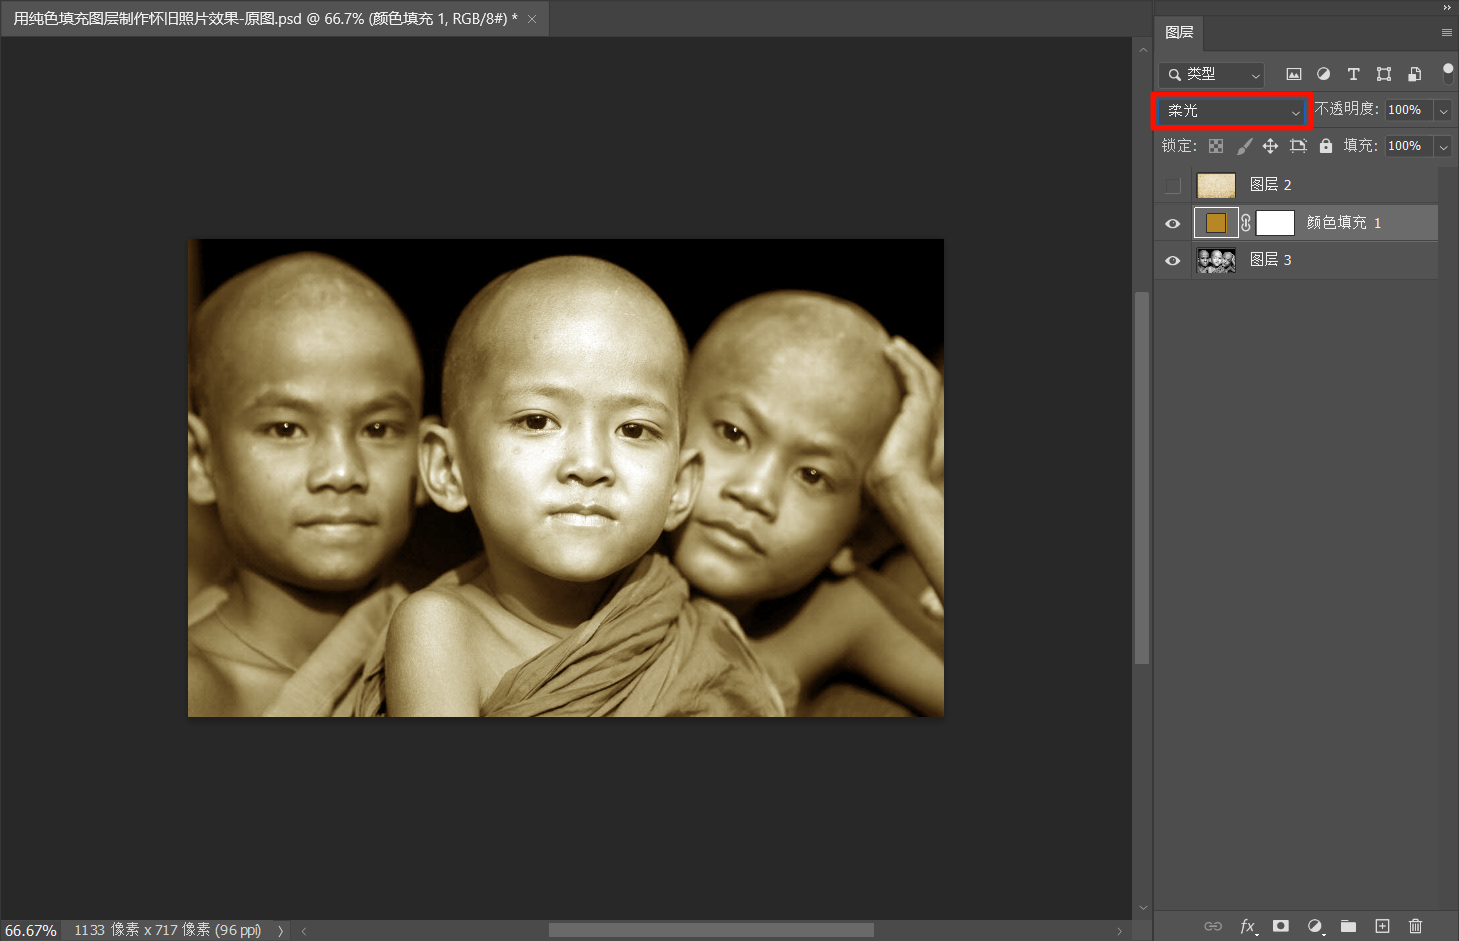 用纯色填充图层制作怀旧照片效果-原图.psd @ 66.7% (颜色填充 1, RGB/8#) *
图层
类型
柔光
不透明度: 100%
锁定:
填充: 100%
图层 2
颜色填充 1
图层 3
66.67%
1133 像素 x 717 像素 (96 ppi)
fx